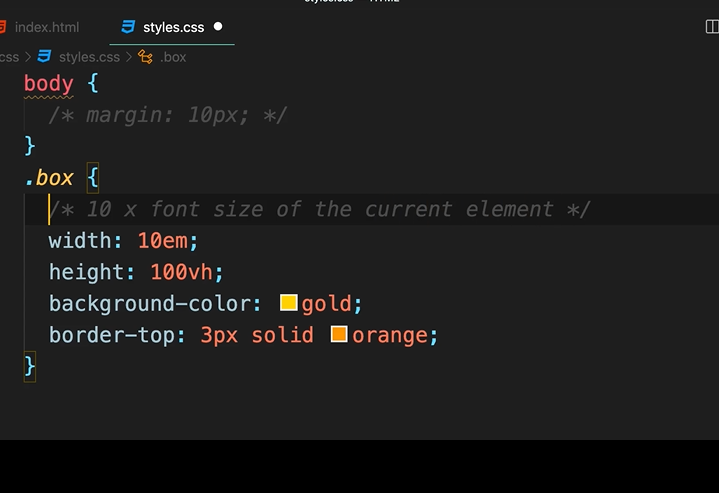 index.html styles.css
css > styles.css > .box
body {
/* margin: 10px; */
}
.box {
/* 10 x font size of the current element */
width: 10em;
height: 100vh;
background-color: gold;
border-top: 3px solid orange;
}